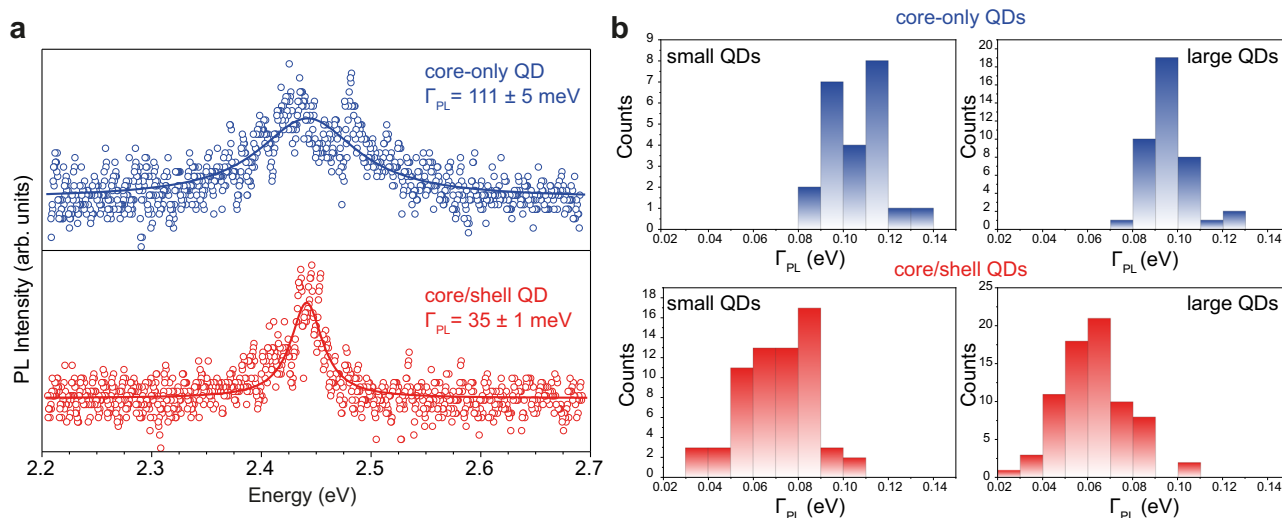 a
core-only QD
Γ_PL = 111 ± 5 meV
core/shell QD
Γ_PL = 35 ± 1 meV
PL Intensity (arb. units)
2.2 2.3 2.4 2.5 2.6 2.7
Energy (eV)
b
core-only QDs
small QDs
9
8
7
6
5
4
3
2
1
0
Counts
0.02 0.04 0.06 0.08 0.10 0.12 0.14
Γ_PL (eV)
large QDs
20
18
16
14
12
10
8
6
4
2
0
Counts
0.02 0.04 0.06 0.08 0.10 0.12 0.14
Γ_PL (eV)
core/shell QDs
small QDs
18
16
14
12
10
8
6
4
2
0
Counts
0.02 0.04 0.06 0.08 0.10 0.12 0.14
Γ_PL (eV)
large QDs
25
20
15
10
5
0
Counts
0.02 0.04 0.06 0.08 0.10 0.12 0.14
Γ_PL (eV)